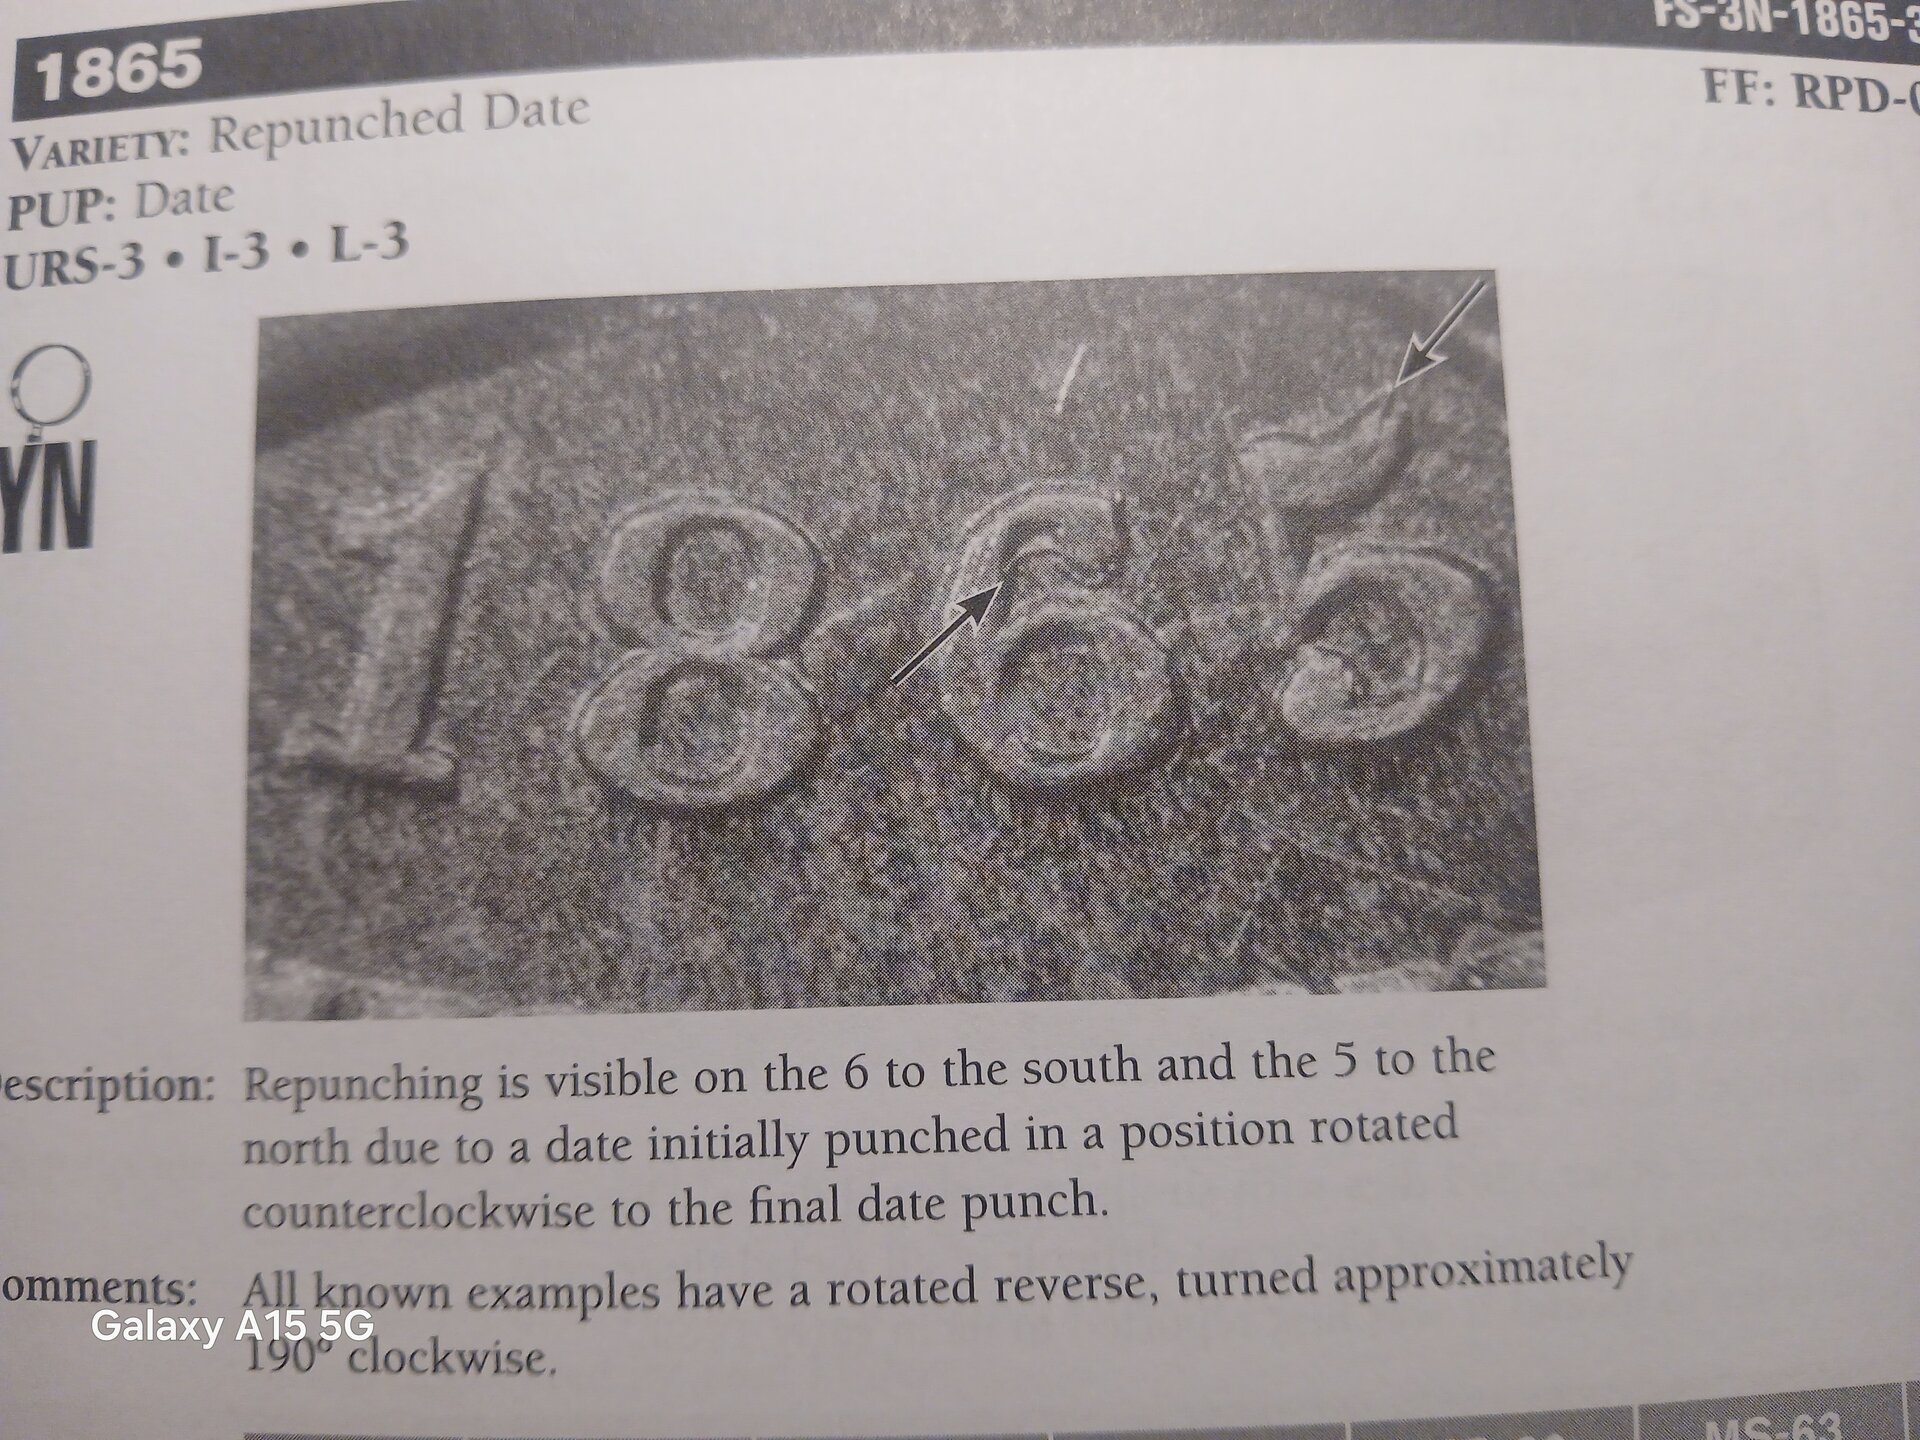 1865
FS-3N-1865-3
VARIETY: Repunched Date
FF: RPD-0
PUP: Date
URS-3 • I-3 • L-3
YN
1865
escription: Repunching is visible on the 6 to the south and the 5 to the
north due to a date initially punched in a position rotated
counterclockwise to the final date punch.
omments: All known examples have a rotated reverse, turned approximately
190° clockwise.
Galaxy A15 5G
MS-63